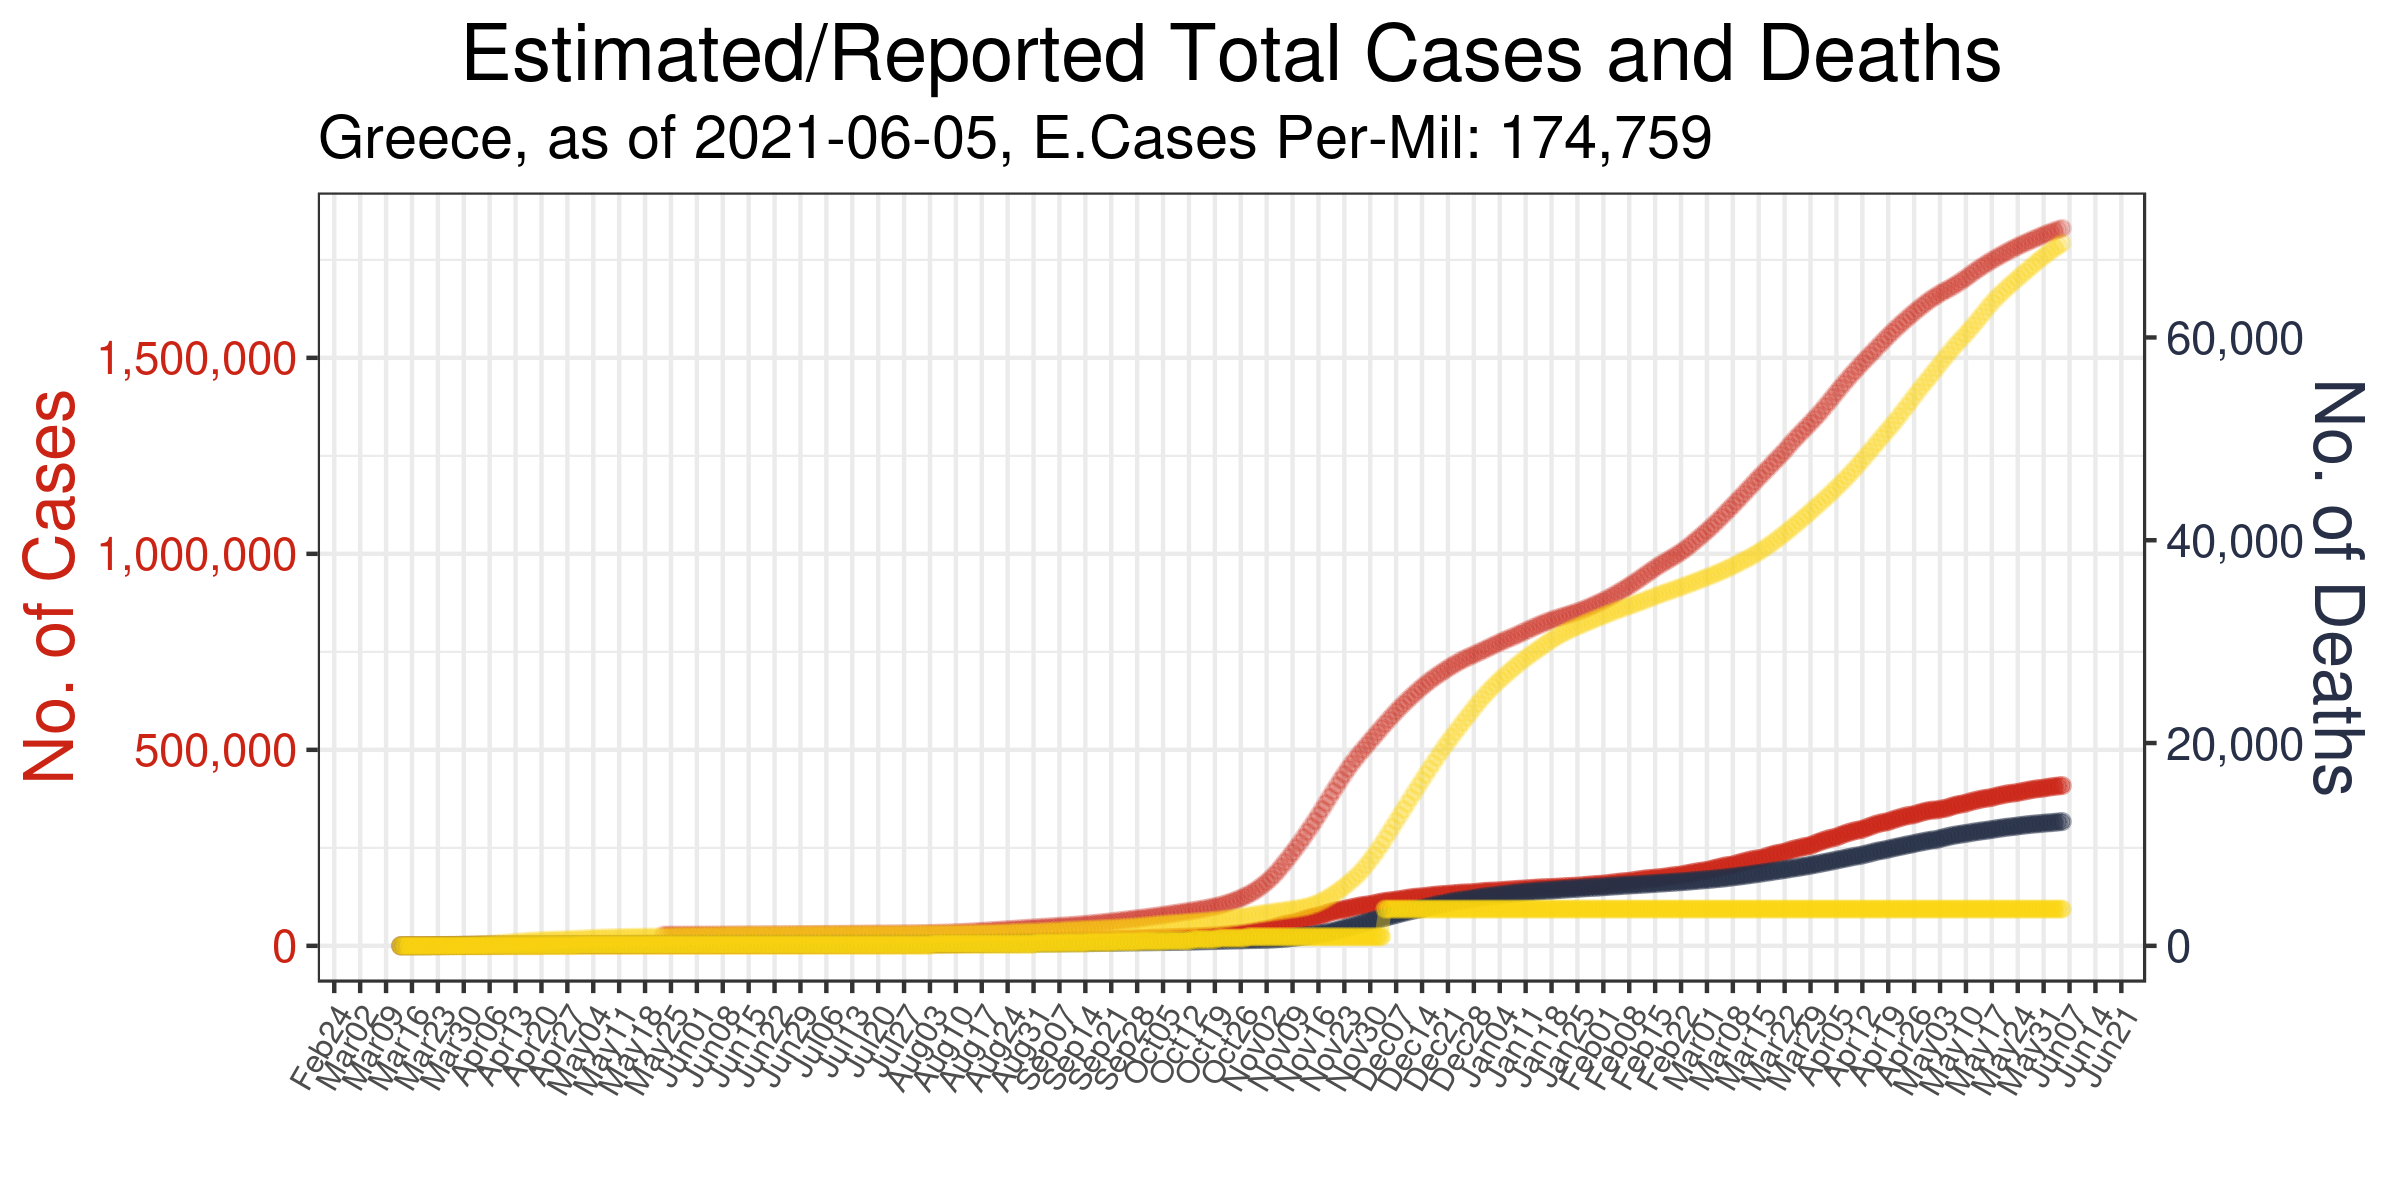 Estimated/Reported Total Cases and Deaths
Greece, as of 2021-06-05, E.Cases Per-Mil: 174,759
No. of Cases
1,500,000
1,000,000
500,000
0
60,000
40,000
20,000
0
No. of Deaths
Feb24
Mar02
Mar09
Mar16
Mar23
Mar30
Apr06
Apr13
Apr20
Apr27
May04
May11
May18
May25
Jun01
Jun08
Jun15
Jun22
Jun29
Jul06
Jul13
Jul20
Jul27
Aug03
Aug10
Aug17
Aug24
Aug31
Sep07
Sep14
Sep21
Sep28
Oct05
Oct12
Oct19
Oct26
Nov02
Nov09
Nov16
Nov23
Nov30
Dec07
Dec14
Dec21
Dec28
Jan04
Jan11
Jan18
Jan25
Feb01
Feb08
Feb15
Feb22
Mar01
Mar08
Mar15
Mar22
Mar29
Apr05
Apr12
Apr19
Apr26
May03
May10
May17
May24
May31
Jun07
Jun14
Jun21